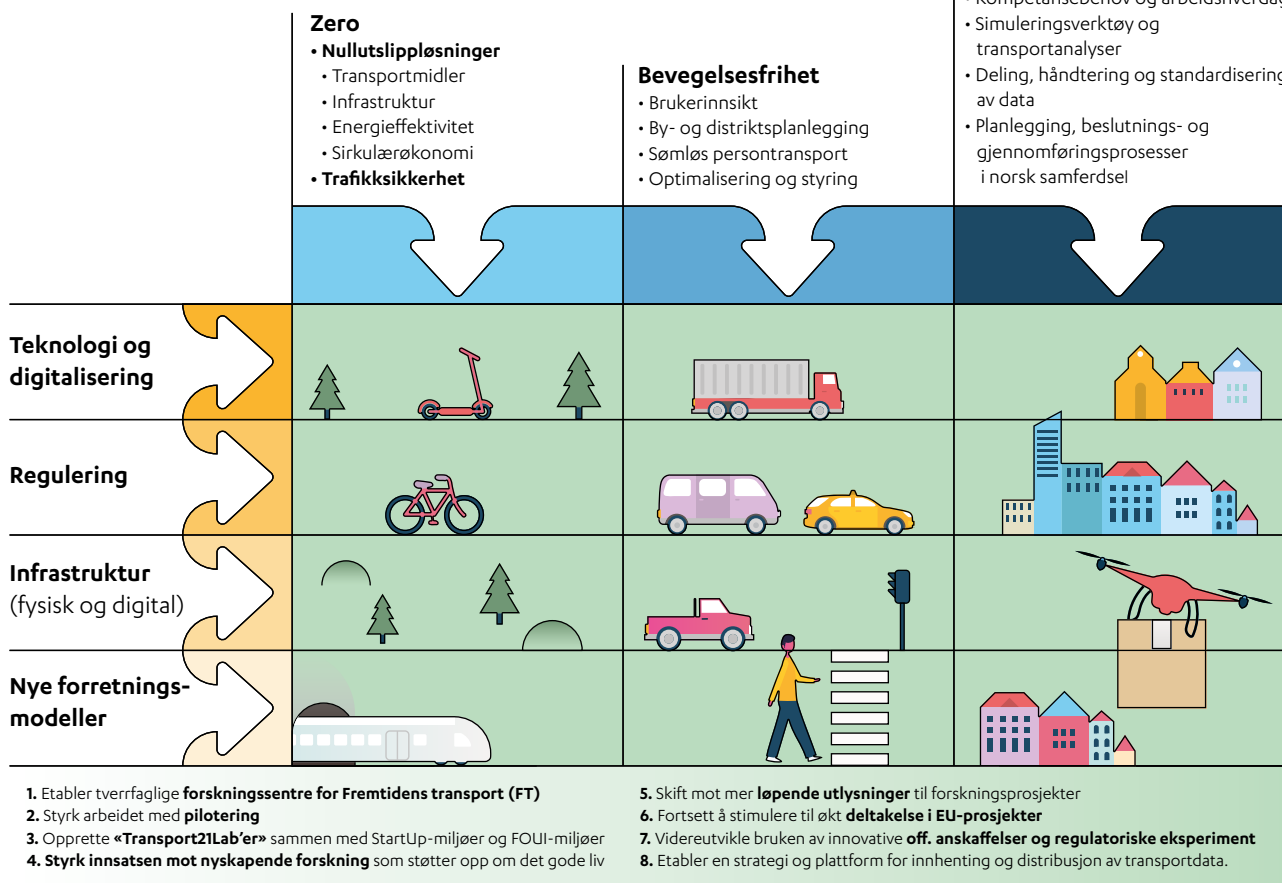 Zero
• Nullutslippløsninger
• Transportmidler
• Infrastruktur
• Energieffektivitet
• Sirkulærøkonomi
• Trafikksikkerhet
Bevegelsesfrihet
• Brukerinnsikt
• By- og distriktsplanlegging
• Sømløs persontransport
• Optimalisering og styring
• Kompetansebehov og arbeidshverdag
• Simuleringsverktøy og
transportanalyser
• Deling, håndtering og standardisering
av data
• Planlegging, beslutnings- og
gjennomføringsprosesser
i norsk samferdsel
Teknologi og
digitalisering
Regulering
Infrastruktur
(fysisk og digital)
Nye forretnings-
modeller
1. Etabler tverrfaglige forskningssentre for Fremtidens transport (FT)
2. Styrk arbeidet med pilotering
3. Opprette «Transport21Lab'er» sammen med StartUp-miljøer og FOUI-miljøer
4. Styrk innsatsen mot nyskapende forskning som støtter opp om det gode liv
5. Skift mot mer løpende utlysninger til forskningsprosjekter
6. Fortsett å stimulere til økt deltakelse i EU-prosjekter
7. Videreutvikle bruken av innovative off. anskaffelser og regulatoriske eksperiment
8. Etabler en strategi og plattform for innhenting og distribusjon av transportdata.